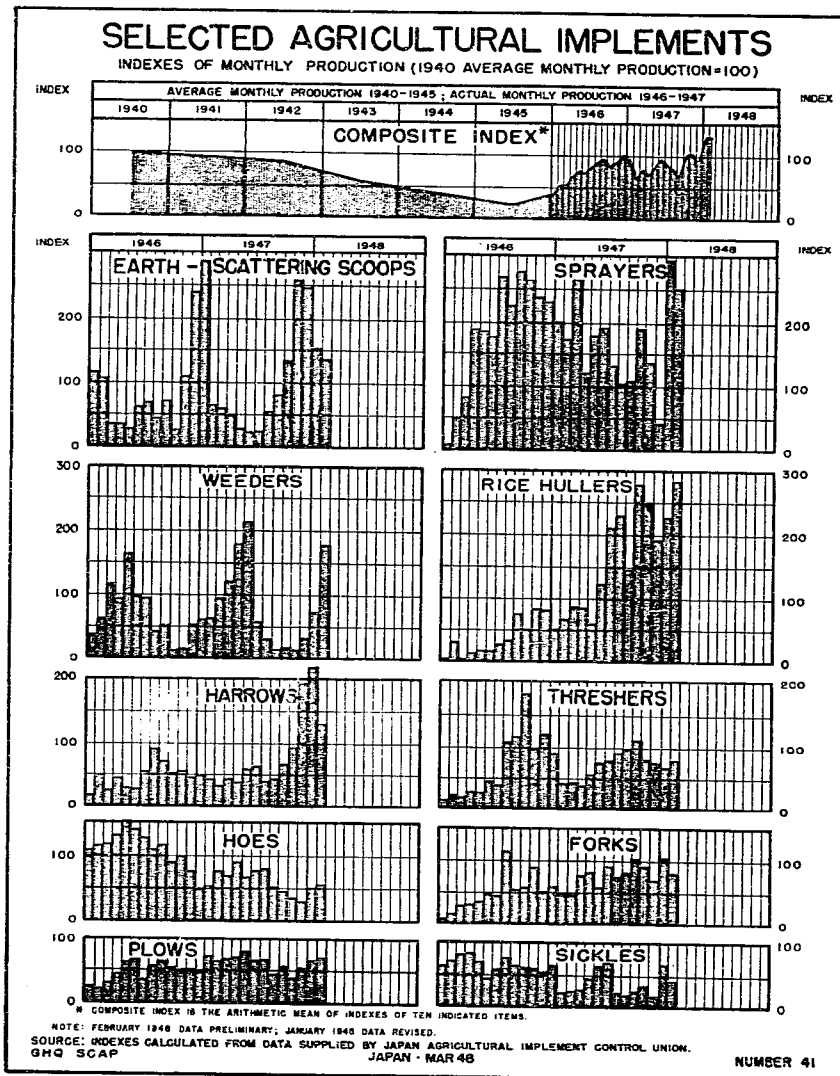 SELECTED AGRICULTURAL IMPLEMENTS
INDEXES OF MONTHLY PRODUCTION (1940 AVERAGE MONTHLY PRODUCTION=100)
INDEX AVERAGE MONTHLY PRODUCTION 1940-1945; ACTUAL MONTHLY PRODUCTION 1946-1947 INDEX
1940 1941 1942 1943 1944 1945 1946 1947 1948
COMPOSITE INDEX*
100 100
0 0
INDEX 1946 1947 1948 1946 1947 1948 INDEX
EARTH - SCATTERING SCOOPS SPRAYERS
200 200
100 100
0 0
300 300
WEEDERS RICE HULLERS
200 200
100 100
0 0
200 200
HARROWS THRESHERS
100 100
0 0
HOES FORKS
100 100
0 0
100 100
PLOWS SICKLES
0 0
* COMPOSITE INDEX IS THE ARITHMETIC MEAN OF INDEXES OF TEN INDICATED ITEMS.
NOTE: FEBRUARY 1948 DATA PRELIMINARY; JANUARY 1948 DATA REVISED.
SOURCE: INDEXES CALCULATED FROM DATA SUPPLIED BY JAPAN AGRICULTURAL IMPLEMENT CONTROL UNION.
GHQ SCAP JAPAN - MAR 48 NUMBER 41